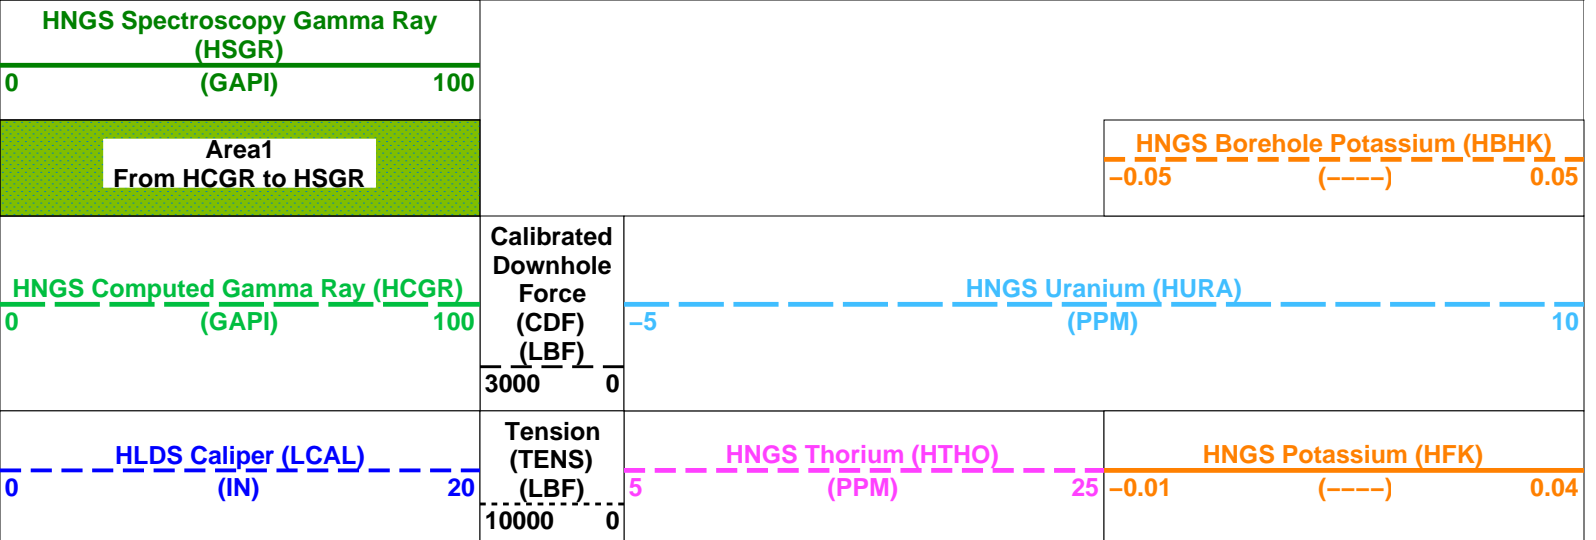 HNGS Spectroscopy Gamma Ray
(HSGR)
0 (GAPI) 100
Area1
From HCGR to HSGR
HNGS Borehole Potassium (HBHK)
−0.05 (−−−−) 0.05
HNGS Computed Gamma Ray (HCGR)
0 (GAPI) 100
Calibrated
Downhole
Force
(CDF)
(LBF)
3000 0
HNGS Uranium (HURA)
−5 (PPM) 10
HLDS Caliper (LCAL)
0 (IN) 20
Tension
(TENS)
(LBF)
10000 0
HNGS Thorium (HTHO)
5 (PPM) 25
HNGS Potassium (HFK)
−0.01 (−−−−) 0.04